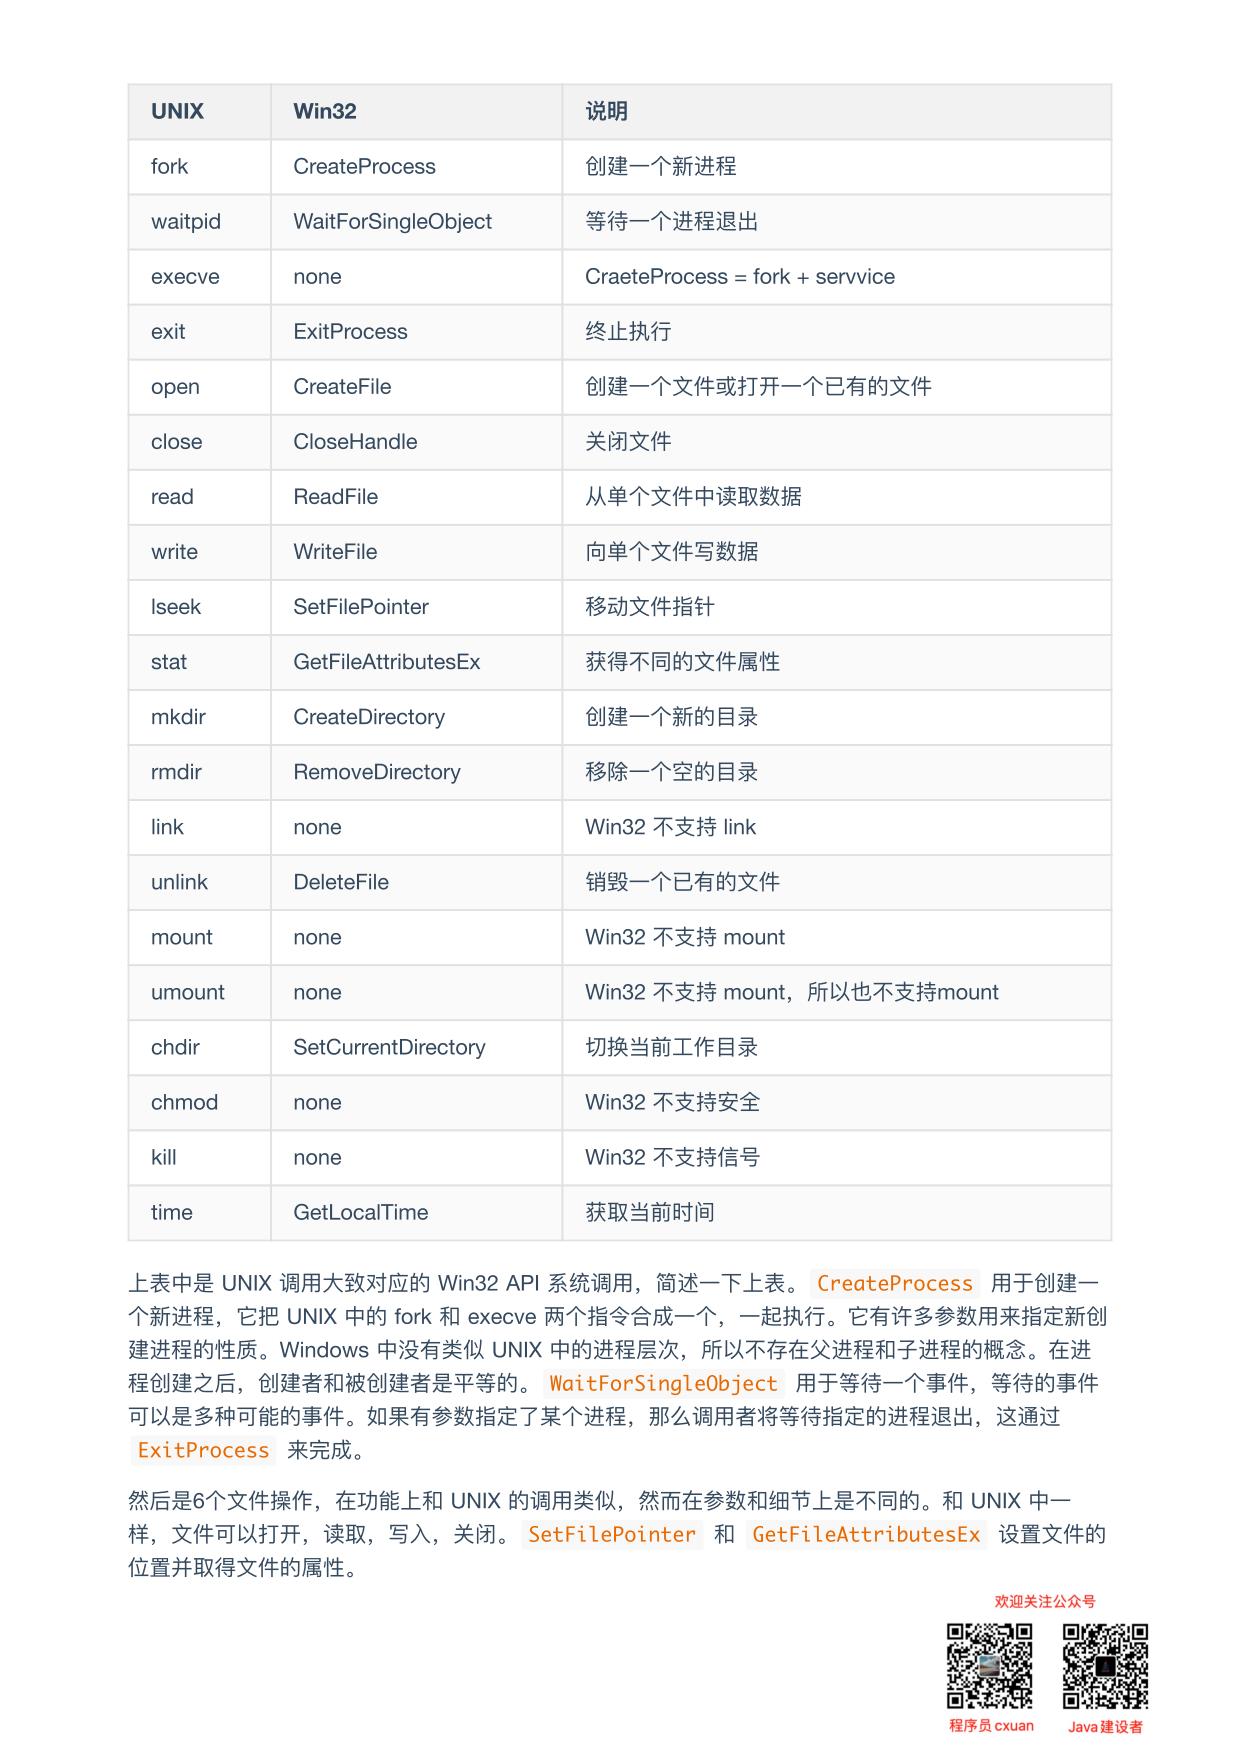 UNIX Win32 说明
fork CreateProcess 创建一个新进程
waitpid WaitForSingleObject 等待一个进程退出
execve none CraeteProcess = fork + servvice
exit ExitProcess 终止执行
open CreateFile 创建一个文件或打开一个已有的文件
close CloseHandle 关闭文件
read ReadFile 从单个文件中读取数据
write WriteFile 向单个文件写数据
lseek SetFilePointer 移动文件指针
stat GetFileAttributesEx 获得不同的文件属性
mkdir CreateDirectory 创建一个新的目录
rmdir RemoveDirectory 移除一个空的目录
link none Win32 不支持 link
unlink DeleteFile 销毁一个已有的文件
mount none Win32 不支持 mount
umount none Win32 不支持 mount，所以也不支持mount
chdir SetCurrentDirectory 切换当前工作目录
chmod none Win32 不支持安全
kill none Win32 不支持信号
time GetLocalTime 获取当前时间
上表中是 UNIX 调用大致对应的 Win32 API 系统调用，简述一下上表。 CreateProcess 用于创建一
个新进程，它把 UNIX 中的 fork 和 execve 两个指令合成一个，一起执行。它有许多参数用来指定新创
建进程的性质。Windows 中没有类似 UNIX 中的进程层次，所以不存在父进程和子进程的概念。在进
程创建之后，创建者和被创建者是平等的。 WaitForSingleObject 用于等待一个事件，等待的事件
可以是多种可能的事件。如果有参数指定了某个进程，那么调用者将等待指定的进程退出，这通过
ExitProcess 来完成。
然后是6个文件操作，在功能上和 UNIX 的调用类似，然而在参数和细节上是不同的。和 UNIX 中一
样，文件可以打开，读取，写入，关闭。 SetFilePointer 和 GetFileAttributesEx 设置文件的
位置并取得文件的属性。
欢迎关注公众号
程序员cxuan Java建设者